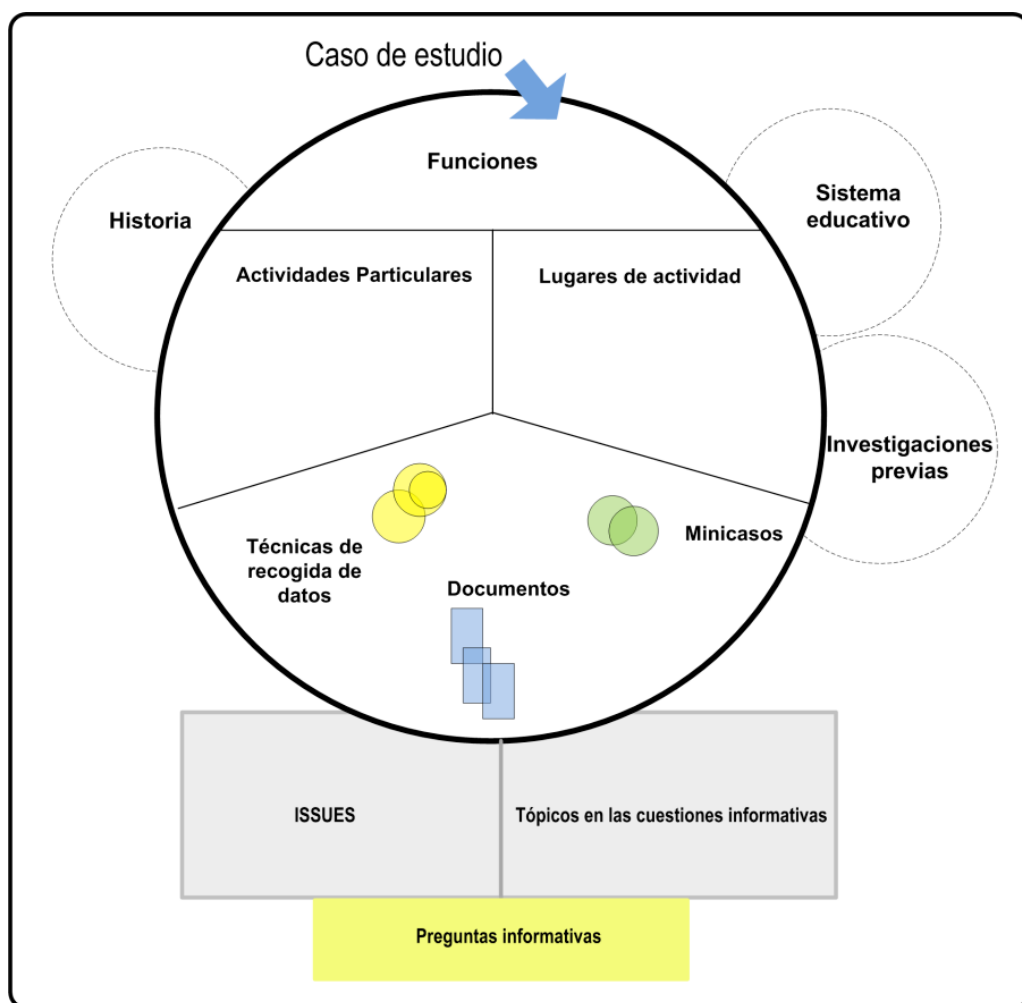 Caso de estudio
Funciones
Historia
Sistema
educativo
Actividades Particulares
Lugares de actividad
Investigaciones
previas
Técnicas de
recogida de
datos
Minicasos
Documentos
ISSUES
Tópicos en las cuestiones informativas
Preguntas informativas